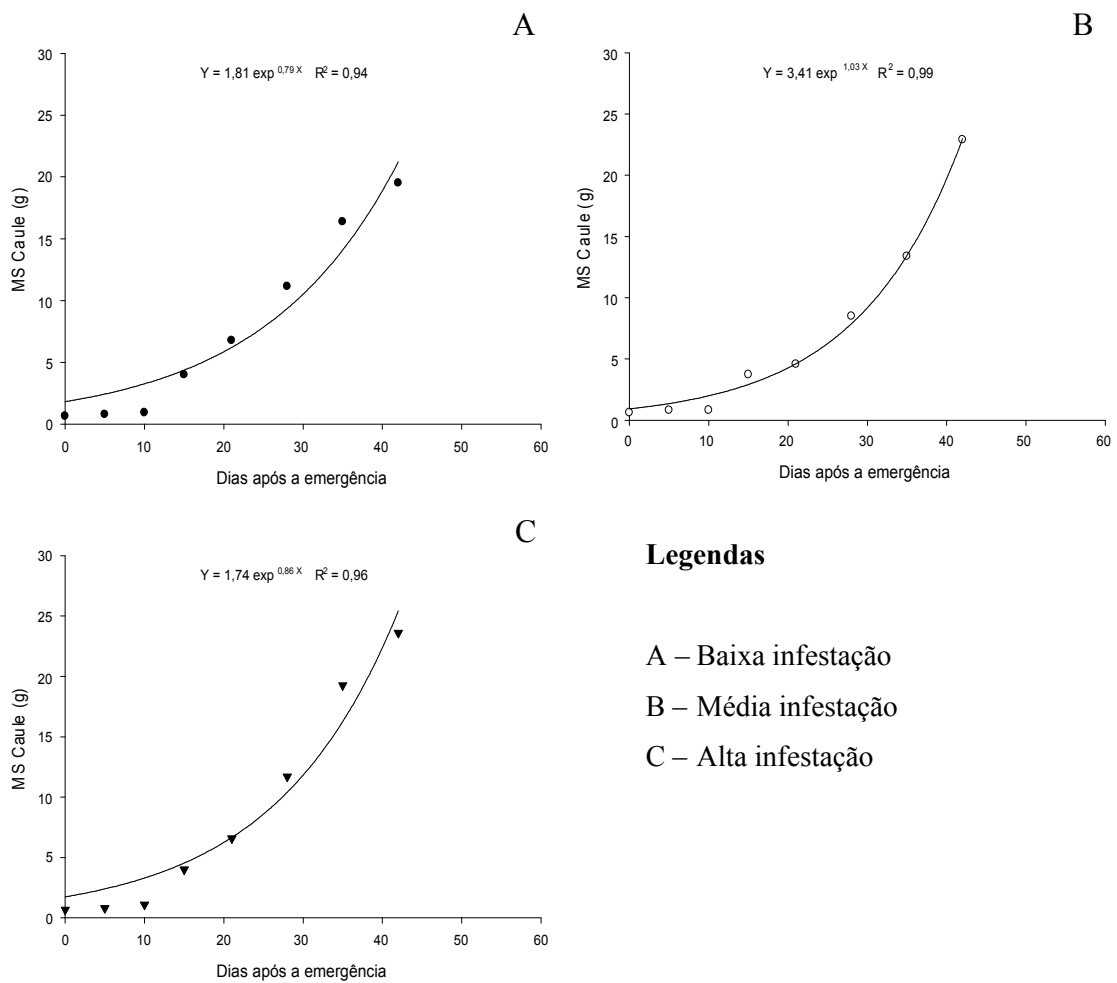 A
Y = 1,81 exp 0,79 X R2 = 0,94
30
25
20
15
10
5
0
MS Caule (g)
0 10 20 30 40 50 60
Dias após a emergência
B
Y = 3,41 exp 1,03 X R2 = 0,99
30
25
20
15
10
5
0
MS Caule (g)
0 10 20 30 40 50 60
Dias após a emergência
C
Y = 1,74 exp 0,86 X R2 = 0,96
30
25
20
15
10
5
0
MS Caule (g)
0 10 20 30 40 50 60
Dias após a emergência
Legendas
A – Baixa infestação
B – Média infestação
C – Alta infestação